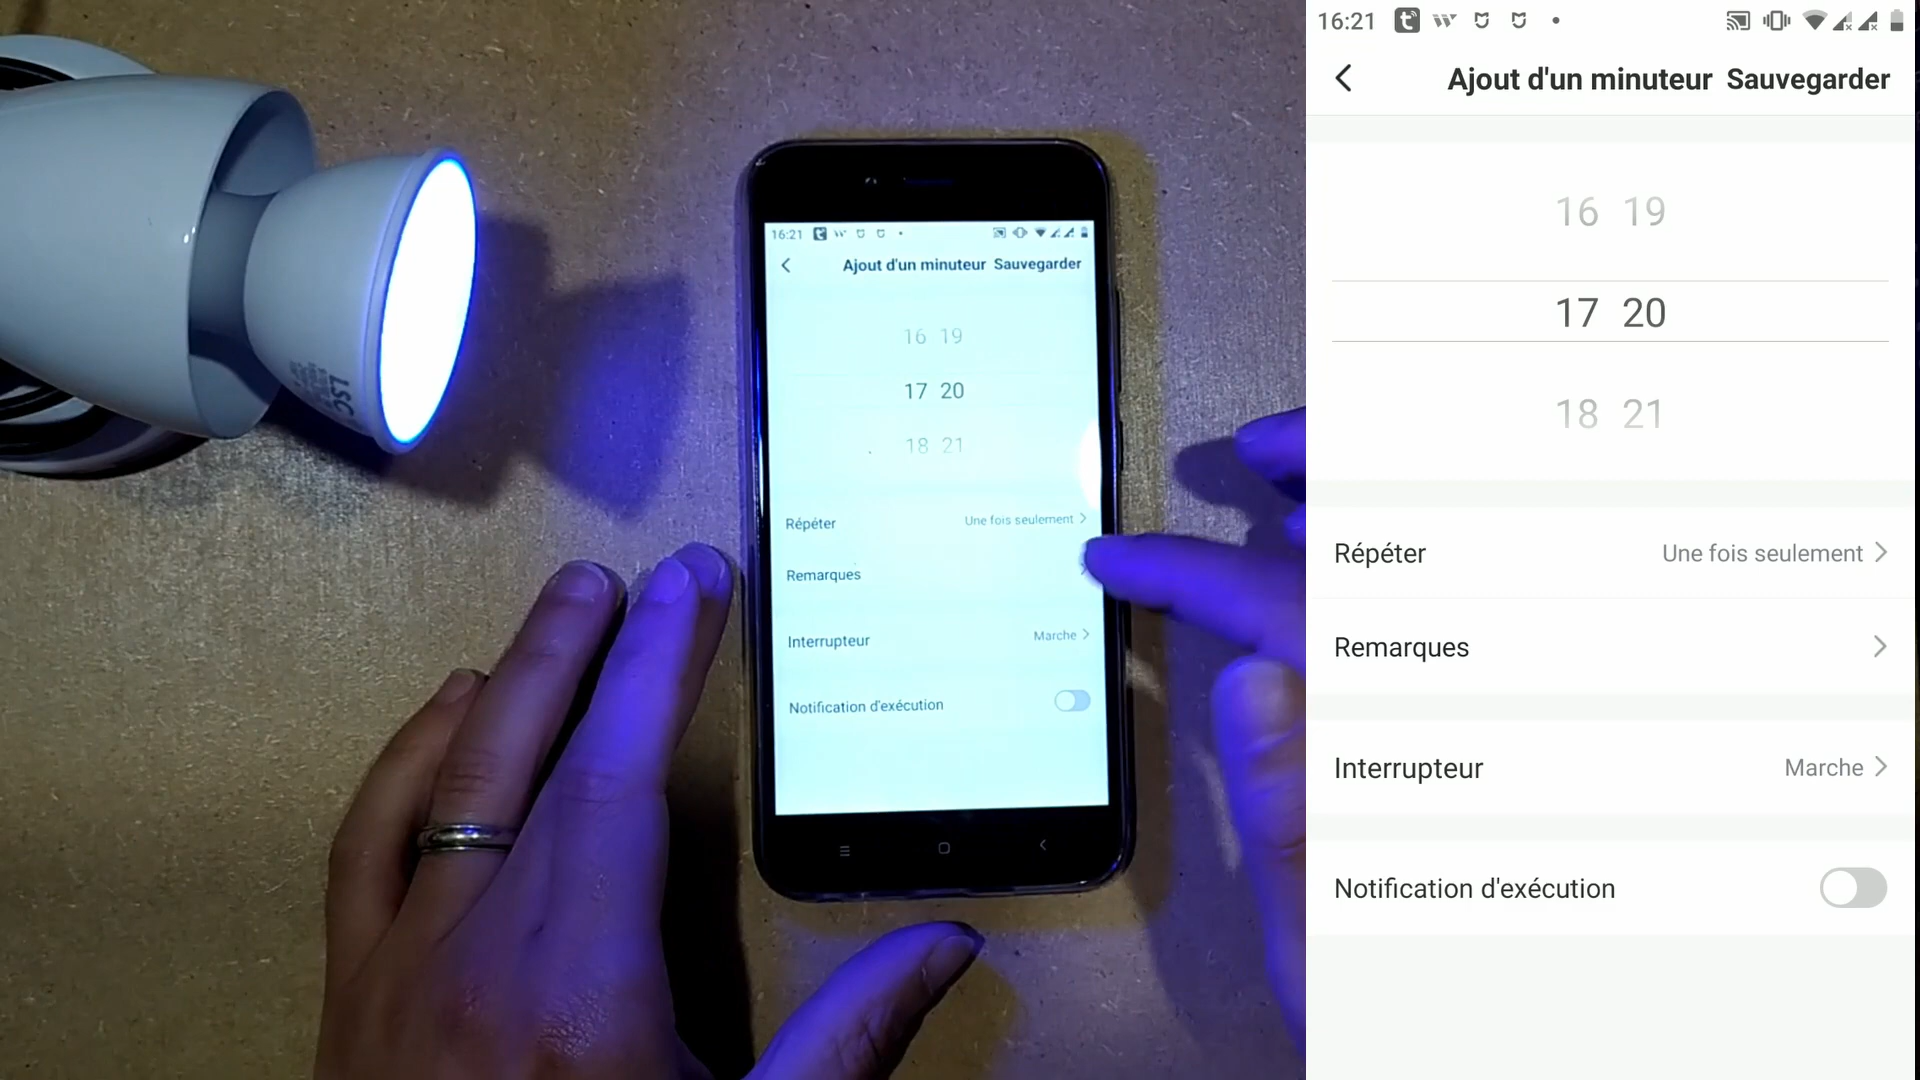 LSC
16:21
Ajout d'un minuteur Sauvegarder
16 19
17 20
18 21
Répéter Une fois seulement
Remarques
Interrupteur Marche
Notification d'exécution
16:21
Ajout d'un minuteur Sauvegarder
16 19
17 20
18 21
Répéter Une fois seulement
Remarques
Interrupteur Marche
Notification d'exécution